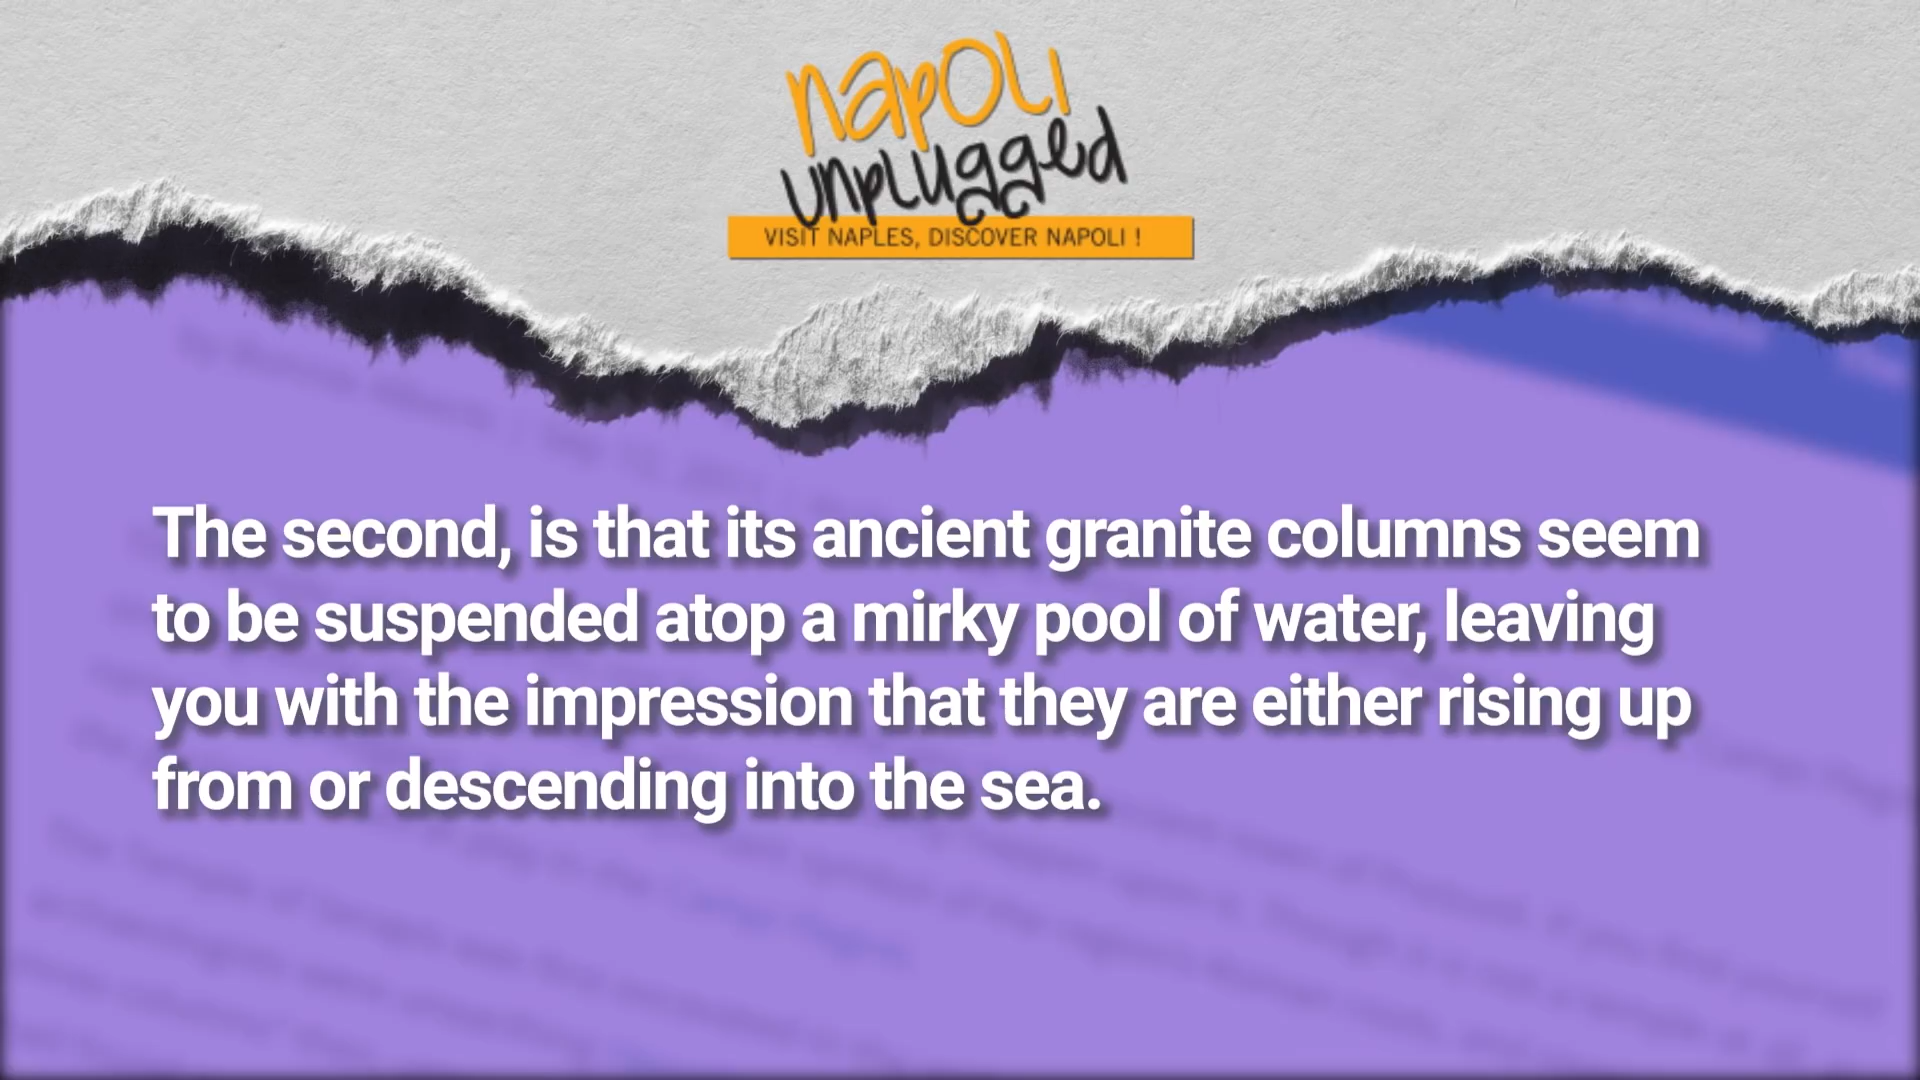 napoli
unplugged
VISIT NAPLES, DISCOVER NAPOLI !
The second, is that its ancient granite columns seem
to be suspended atop a mirky pool of water, leaving
you with the impression that they are either rising up
from or descending into the sea.